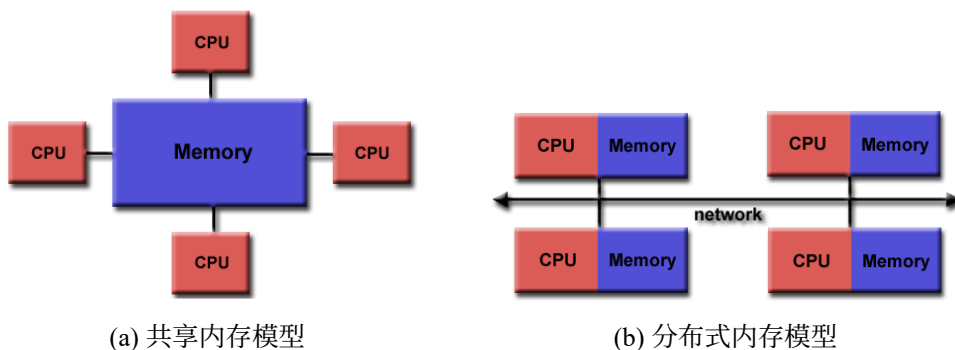 CPU
CPU
Memory
CPU
CPU
(a) 共享内存模型
CPU Memory
CPU Memory
network
CPU Memory
CPU Memory
(b) 分布式内存模型